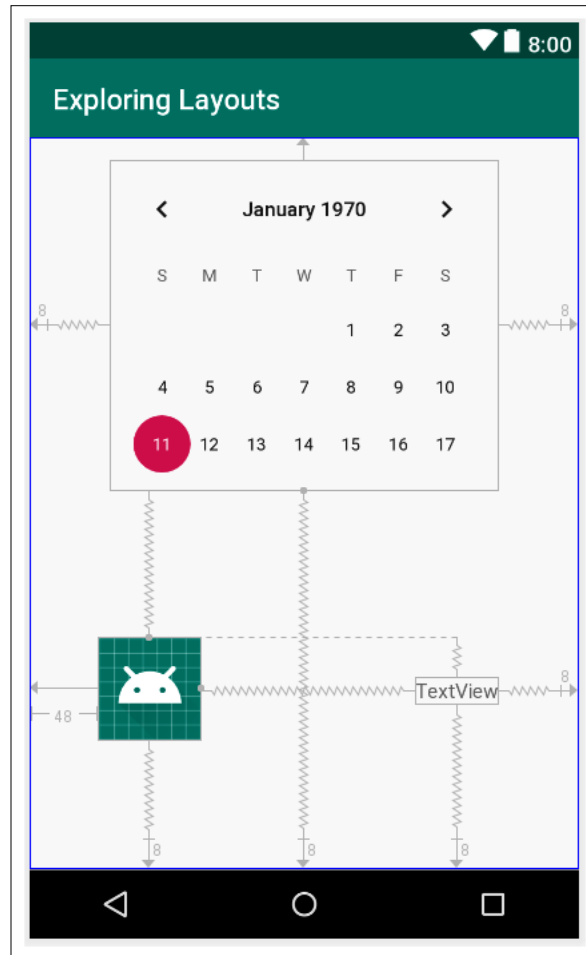 8:00
Exploring Layouts
January 1970
S M T W T F S
1 2 3
8 8
4 5 6 7 8 9 10
11 12 13 14 15 16 17
8
TextView
48
8 8 8